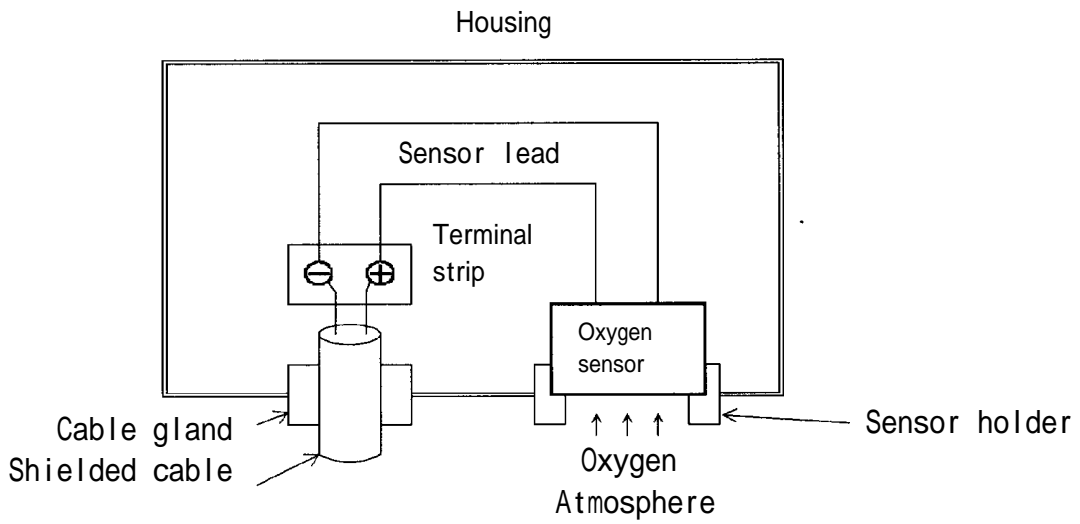 Housing
Sensor lead
Terminal
strip
Oxygen
sensor
Cable gland
Shielded cable
Sensor holder
Oxygen
Atmosphere